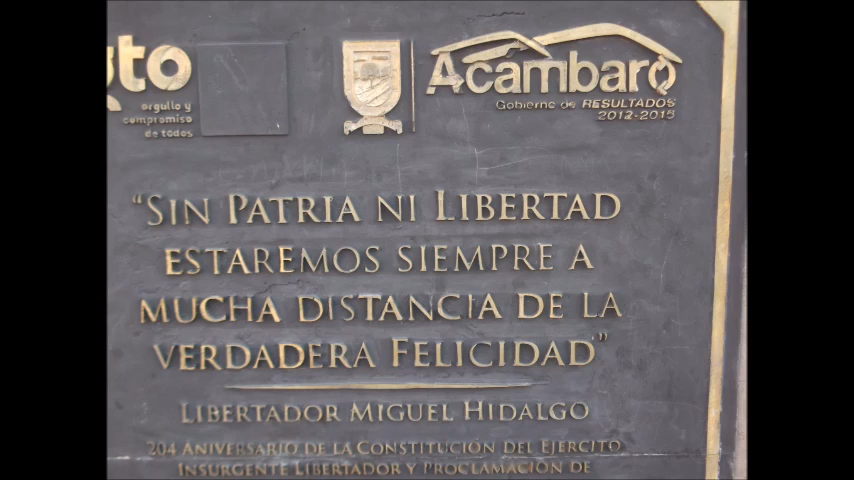 gto
orgullo y
compromiso
de todos
Acámbaro
Gobierno de RESULTADOS
2012-2015
“SIN PATRIA NI LIBERTAD
ESTAREMOS SIEMPRE A
MUCHA DISTANCIA DE LA
VERDADERA FELICIDAD”
LIBERTADOR MIGUEL HIDALGO
204 ANIVERSARIO DE LA CONSTITUCIÓN DEL EJÉRCITO
INSURGENTE LIBERTADOR Y PROCLAMACIÓN DE